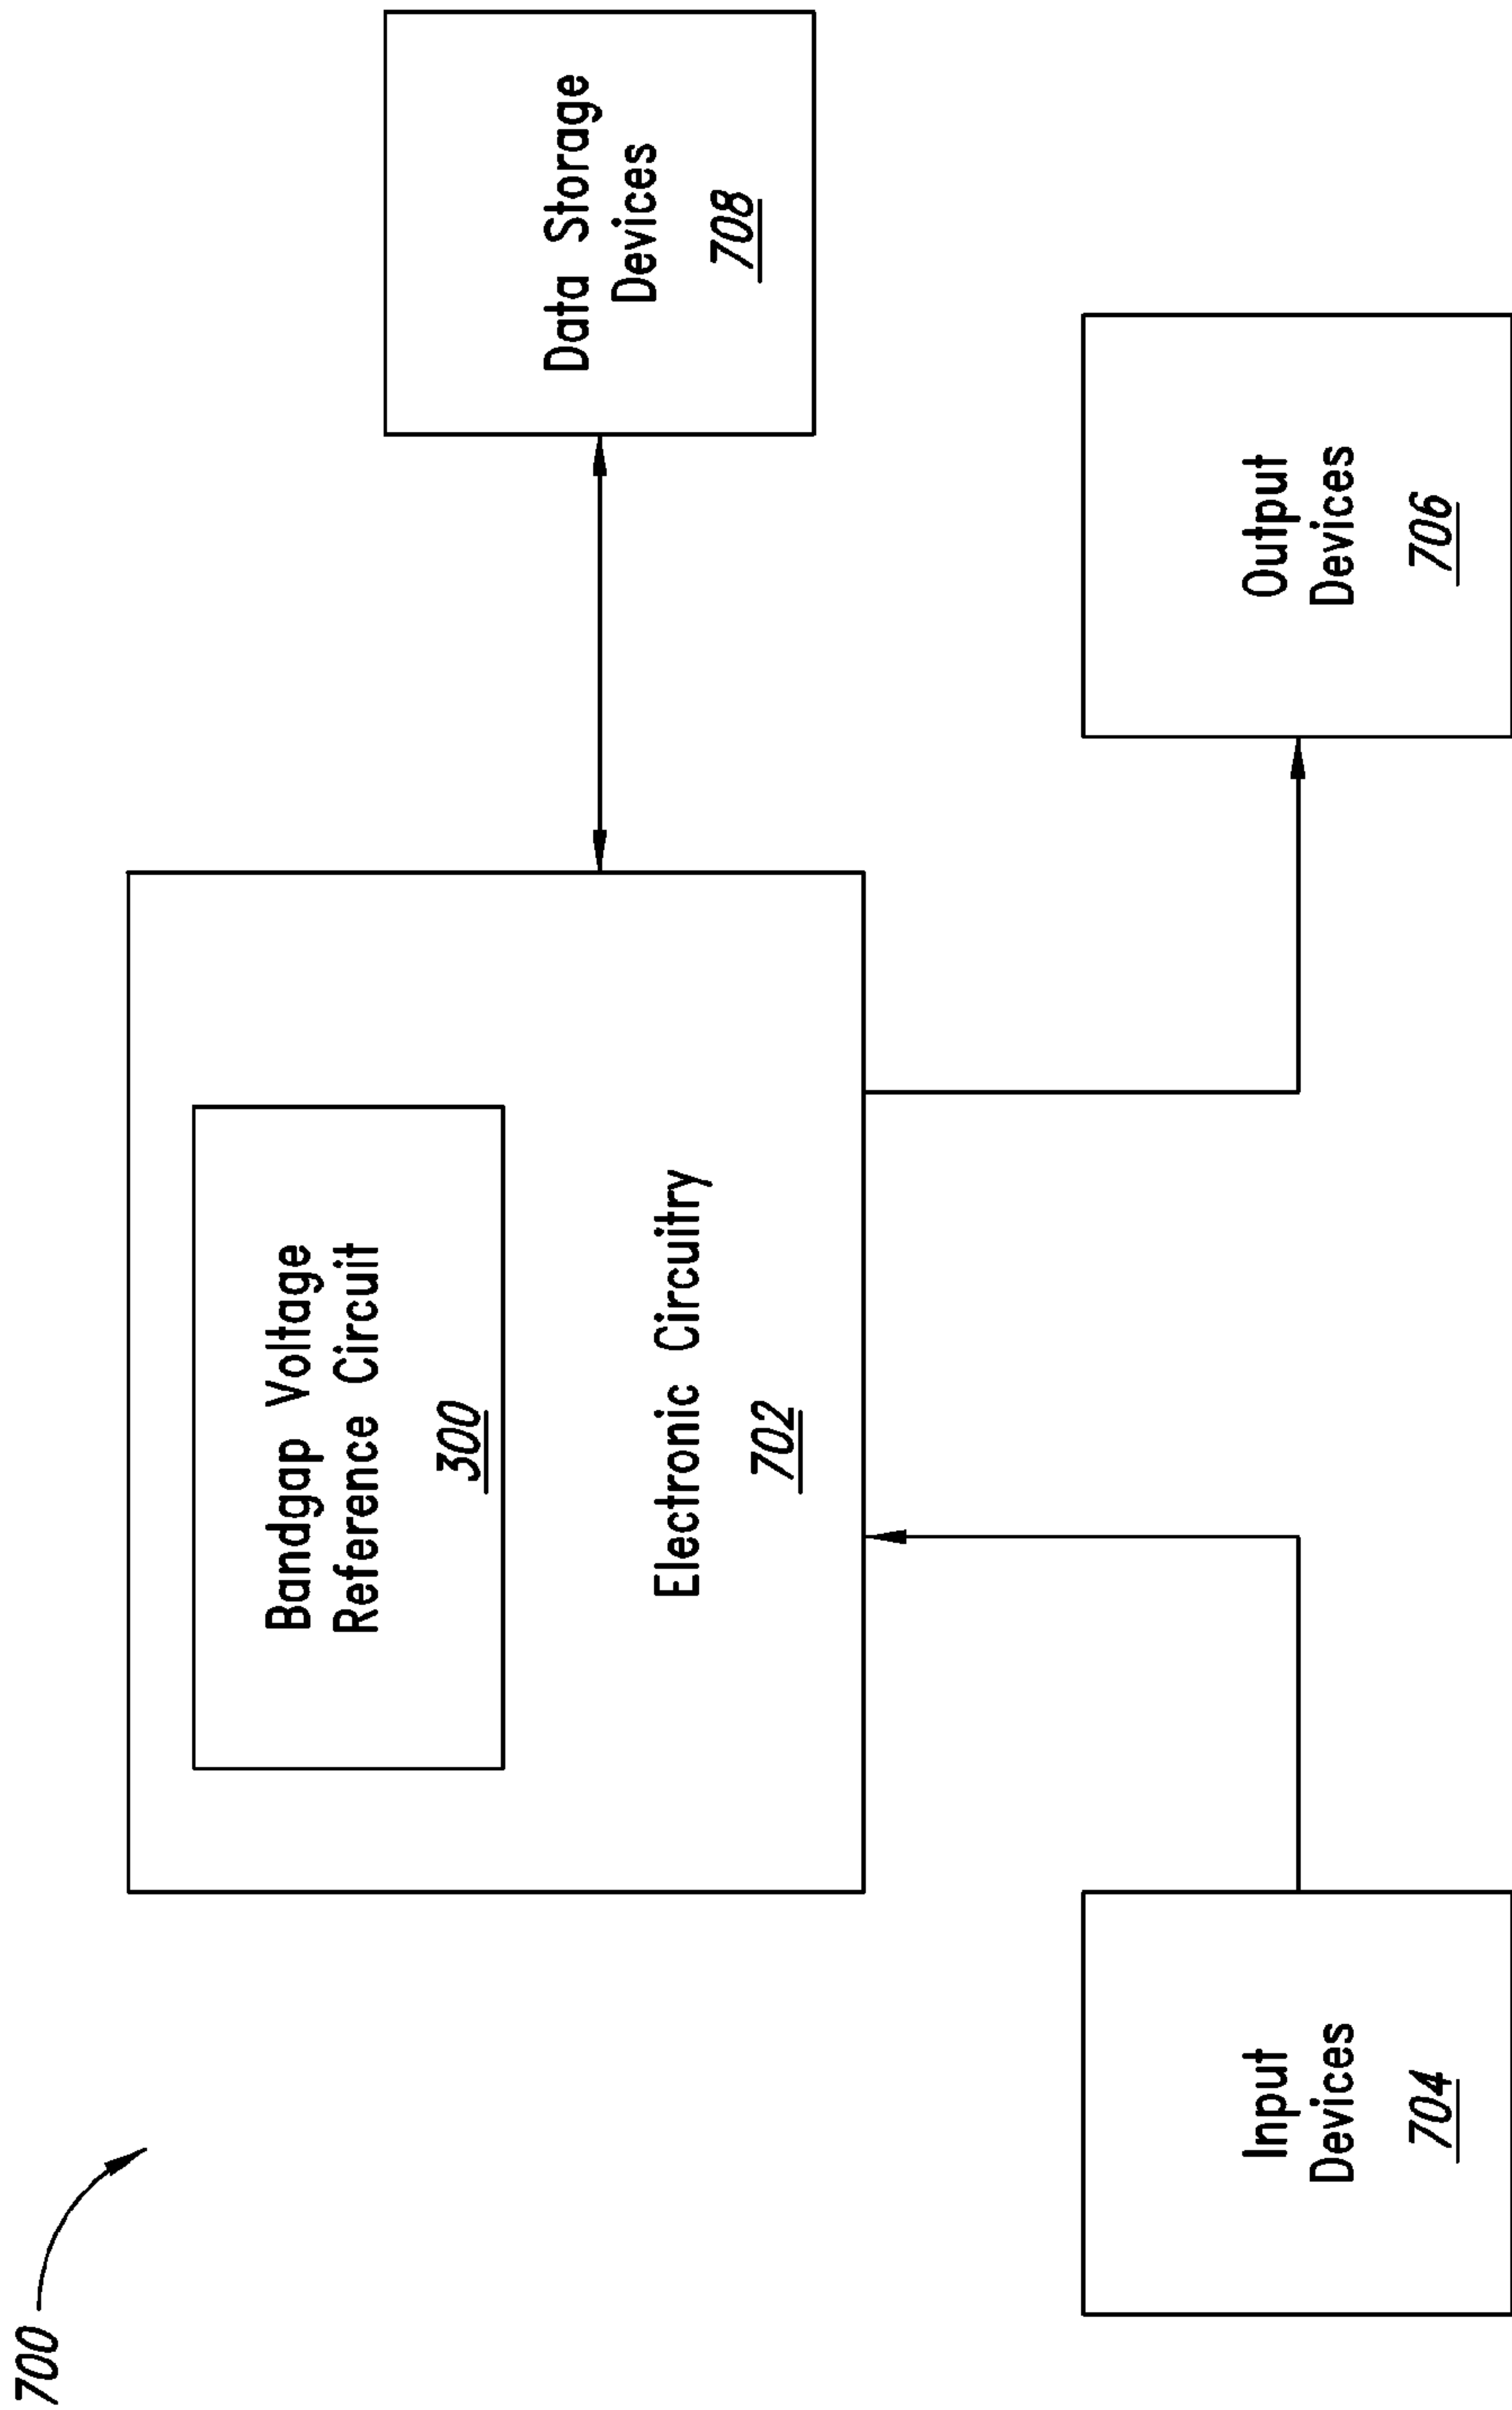 700
Bandgap Voltage
Reference Circuit
300
Electronic Circuitry
702
Data Storage
Devices
708
Input
Devices
704
Output
Devices
706